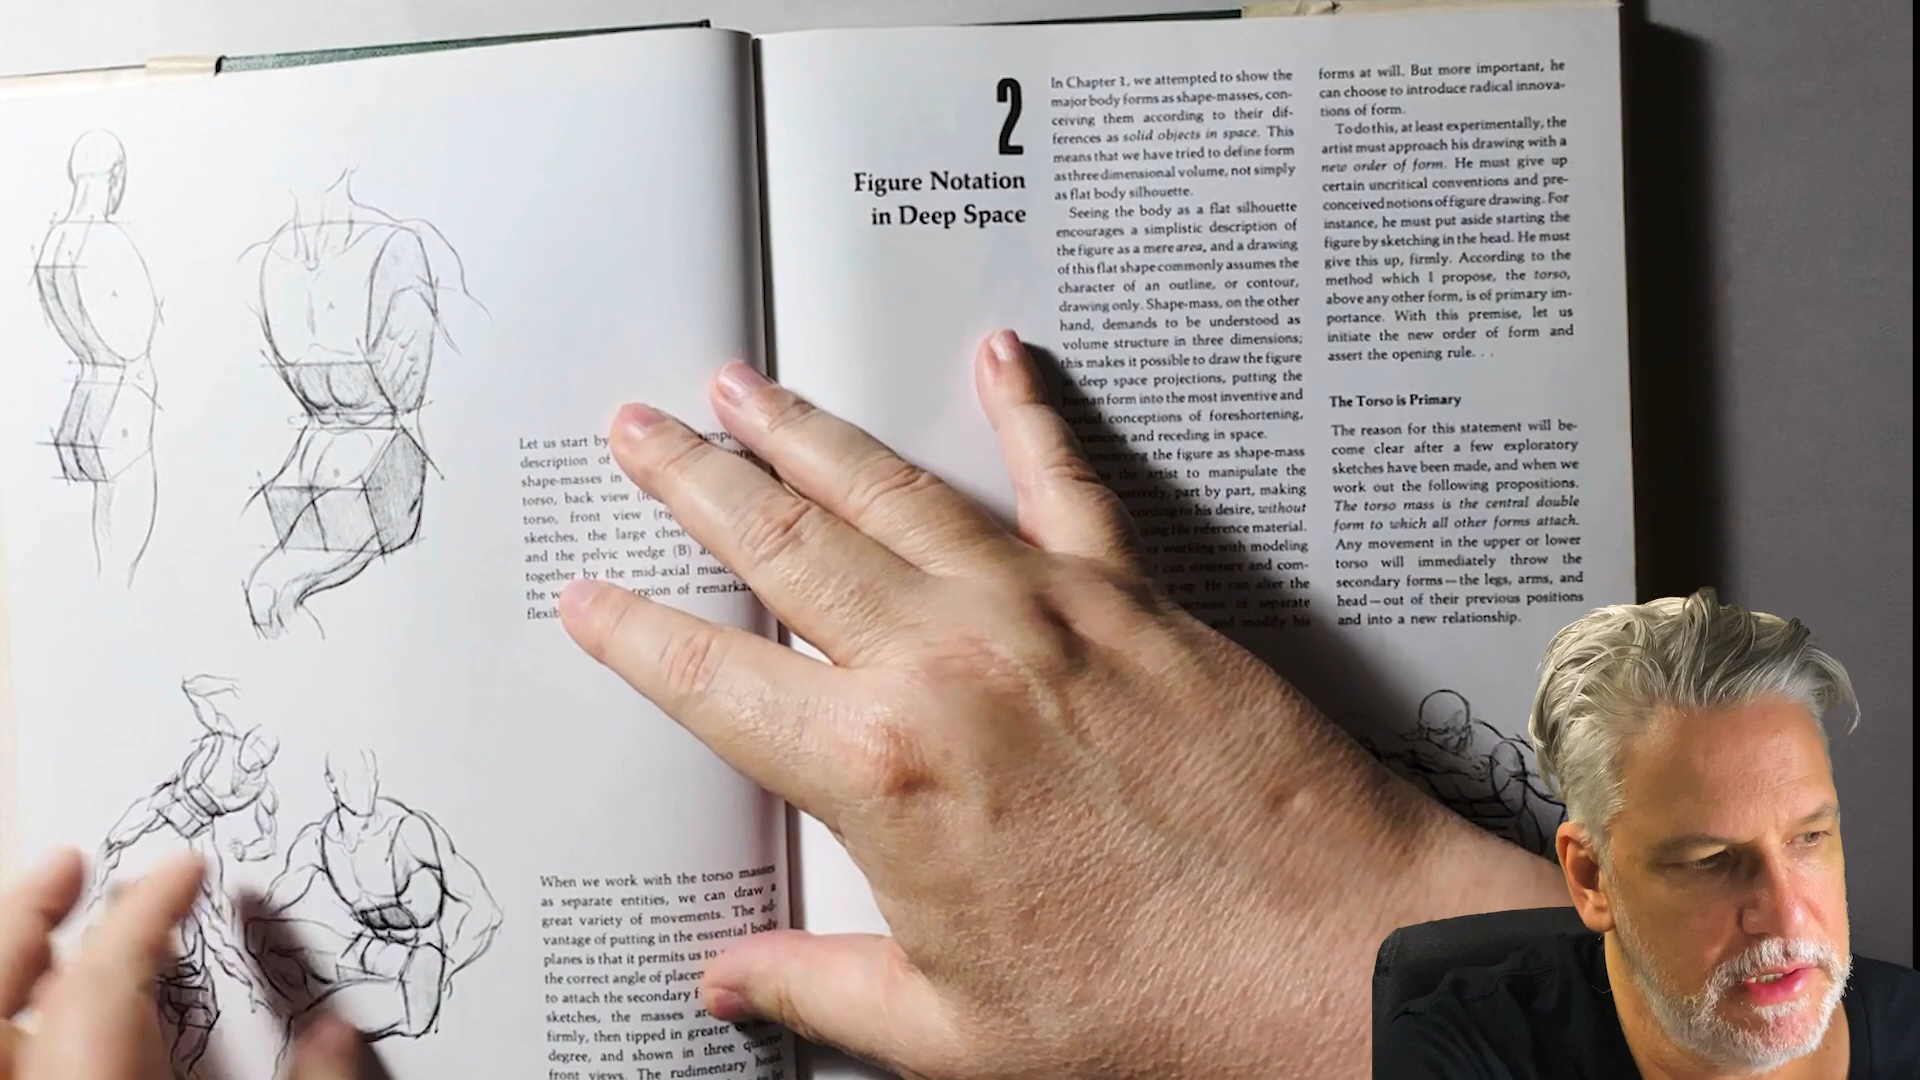 Let us start by
description of
shape-masses in
torso, back view
torso, front view
sketches, the large chest
and the pelvic wedge (B)
together by the mid-axial
the region of
When we work with the torso masses
as separate entities, we can draw a
great variety of movements. The ad-
vantage of putting in the essential body
planes is that it permits us to
the correct angle of
to attach the secondary
sketches, the masses
firmly, then tipped in greater
degree, and shown in three quarter
front views. The rudimentary head
2
Figure Notation
in Deep Space
In Chapter 1, we attempted to show the
major body forms as shape-masses, con-
ceiving them according to their dif-
ferences as solid objects in space. This
means that we have tried to define form
as three dimensional volume, not simply
as flat body silhouette.
Seeing the body as a flat silhouette
encourages a simplistic description of
the figure as a mere area, and a drawing
of this flat shape commonly assumes the
character of an outline, or contour,
drawing only. Shape-mass, on the other
hand, demands to be understood as
volume structure in three dimensions;
this makes it possible to draw the figure
deep space projections, putting the
human form into the most inventive and
conceptions of foreshortening,
and receding in space.
the figure as shape-mass
the artist to manipulate the
part by part, making
according to his desire, without
using file reference material.
working with modeling
can structure and com-
He can alter the
of separate
and modify his
forms at will. But more important, he
can choose to introduce radical innova-
tions of form.
To do this, at least experimentally, the
artist must approach his drawing with a
new order of form. He must give up
certain uncritical conventions and pre-
conceived notions of figure drawing. For
instance, he must put aside starting the
figure by sketching in the head. He must
give this up, firmly. According to the
method which I propose, the torso,
above any other form, is of primary im-
portance. With this premise, let us
initiate the new order of form and
assert the opening rule. . .
The Torso is Primary
The reason for this statement will be-
come clear after a few exploratory
sketches have been made, and when we
work out the following propositions.
The torso mass is the central double
form to which all other forms attach.
Any movement in the upper or lower
torso will immediately throw the
secondary forms—the legs, arms, and
head—out of their previous positions
and into a new relationship.